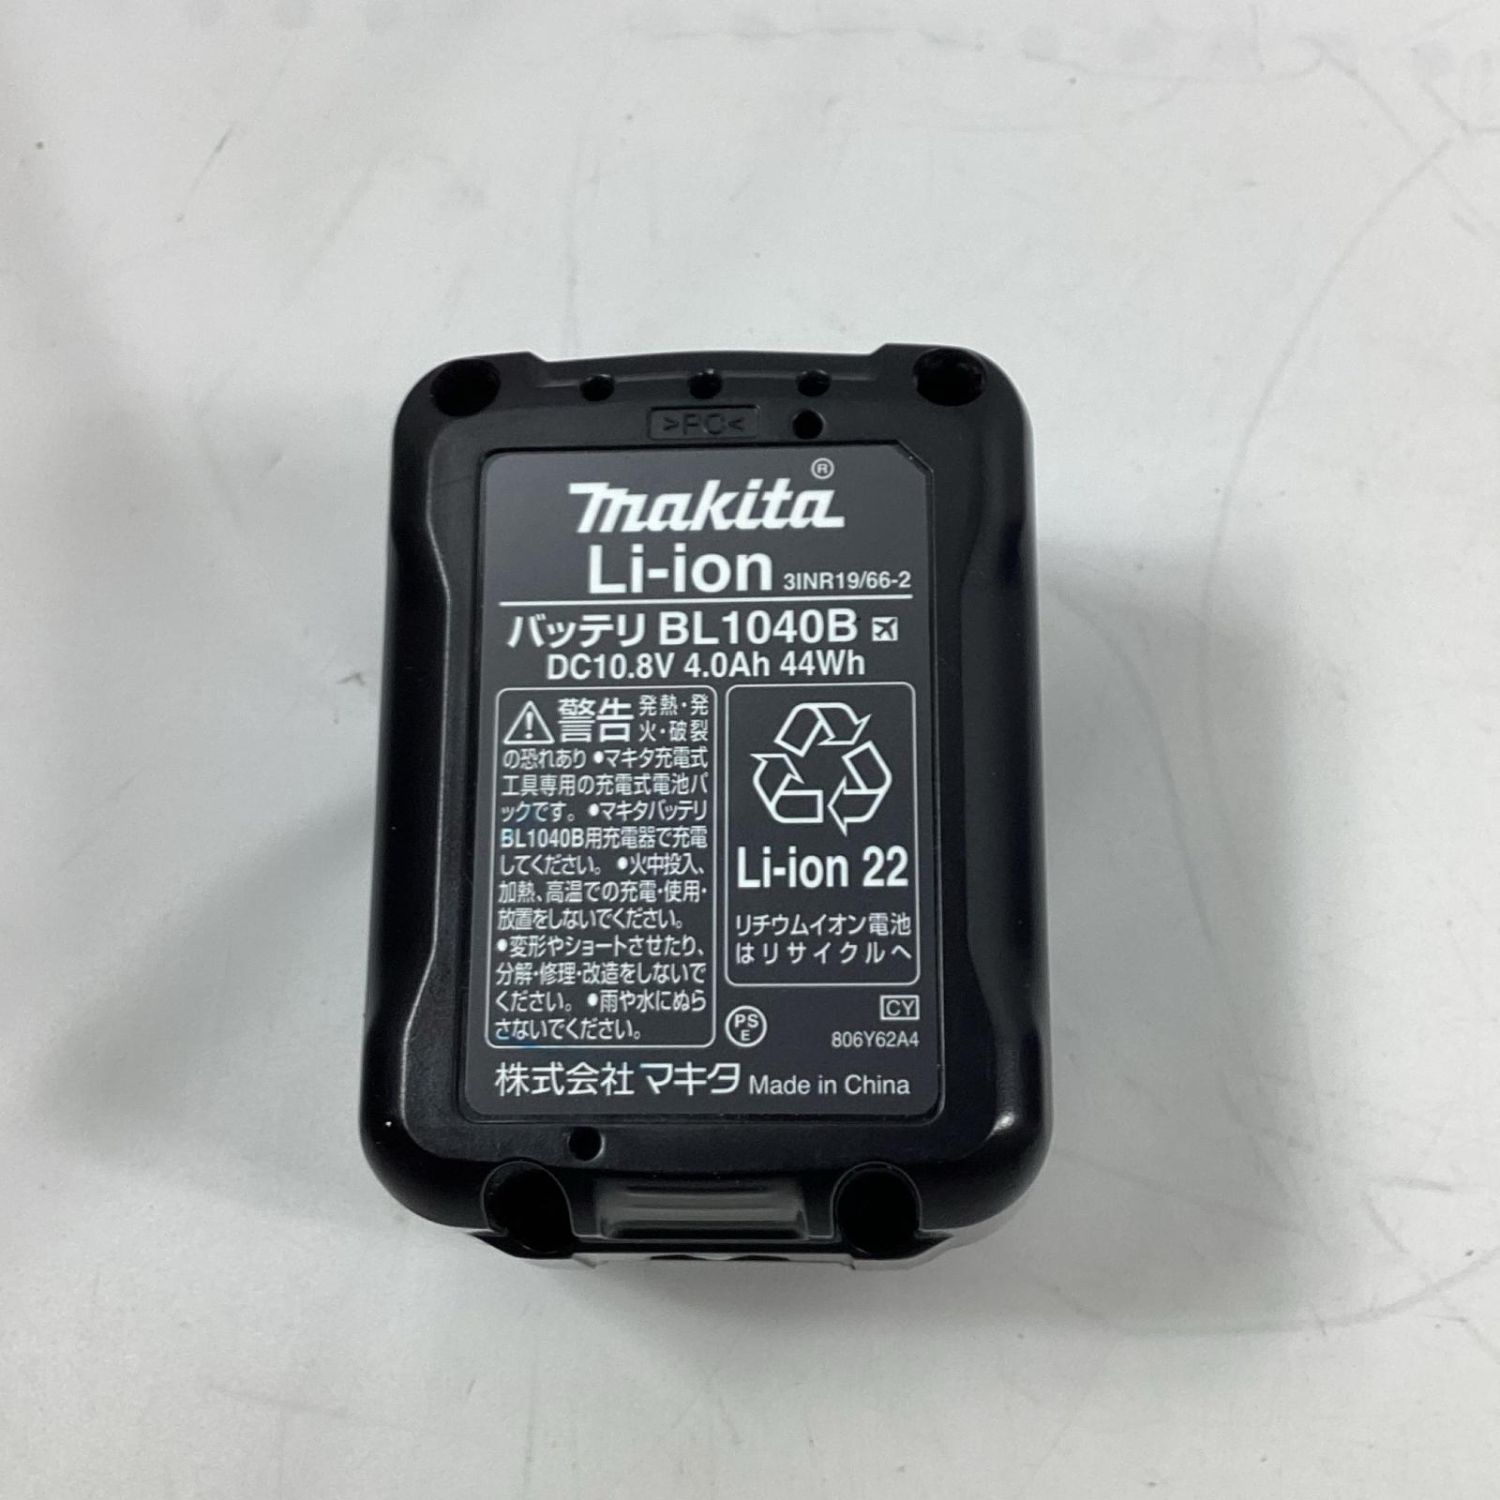 >PC<
makita®
Li-ion 3INR19/66-2
バッテリ BL1040B
DC10.8V 4.0Ah 44Wh
警告 発熱・発
火・破裂
の恐れあり ●マキタ充電式
工具専用の充電式電池パ
ックです。 ●マキタバッテリ
BL1040B用充電器で充電
してください。 ●火中投入、
加熱、高温での充電・使用・
放置をしないでください。
●変形やショートさせたり、
分解・修理・改造をしないで
ください。 ●雨や水にぬら
さないでください。
Li-ion 22
リチウムイオン電池
はリサイクルへ
PS
E
CY
806Y62A4
株式会社マキタ Made in China